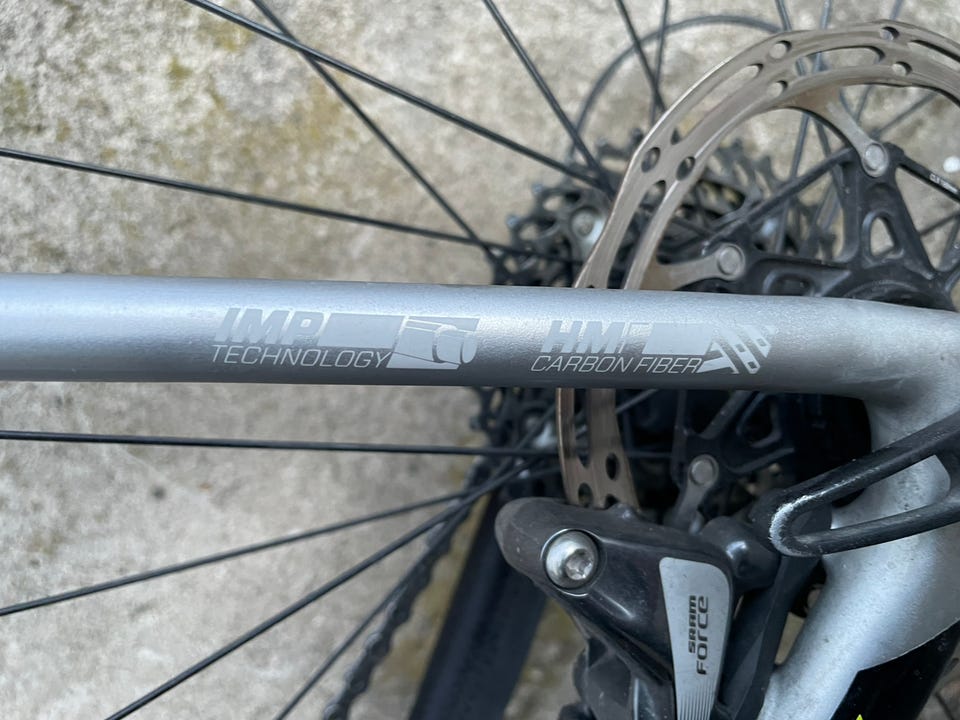 IMP
TECHNOLOGY
HMF
CARBON FIBER
SRAM
FORCE